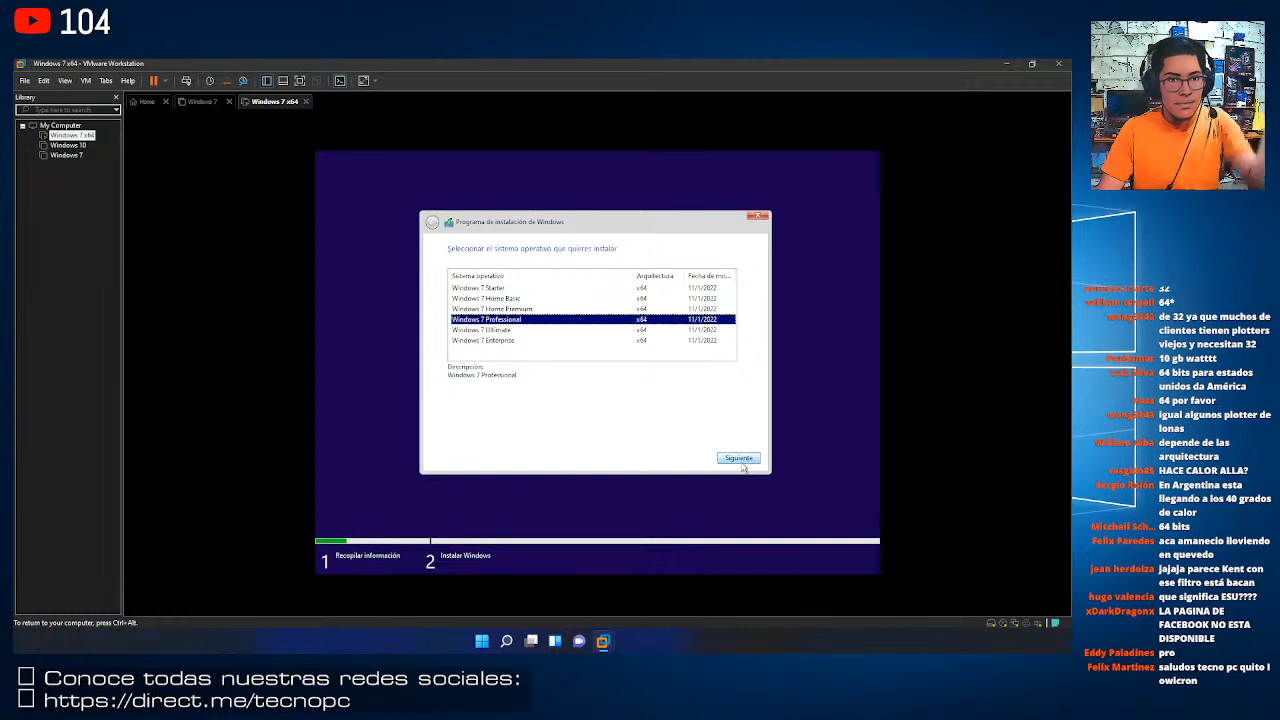 104
Windows 7 x64 - VMware Workstation
File Edit View VM Tabs Help
Library
Type here to search
Home
Windows 7
Windows 7 x64
My Computer
Windows 7 x64
Windows 10
Windows 7
Programa de instalación de Windows
Seleccionar el sistema operativo que quieres instalar
Sistema operativo Arquitectura Fecha de mo...
Windows 7 Starter x64 11/1/2022
Windows 7 Home Basic x64 11/1/2022
Windows 7 Home Premium x64 11/1/2022
Windows 7 Professional x64 11/1/2022
Windows 7 Ultimate x64 11/1/2022
Windows 7 Enterprise x64 11/1/2022
Descripción:
Windows 7 Professional
Siguiente
1 Recopilar información 2 Instalar Windows
To return to your computer, press Ctrl+Alt.
32
64*
de 32 ya que muchos de
clientes tienen plotters
viejos y necesitan 32
10 gb wattt
64 bits para estados
unidos da América
64 por favor
Igual algunos plotter de
lonas
depende de las
arquitectura
HACE CALOR ALLA?
En Argentina esta
llegando a los 40 grados
de calor
Mitchell Sch... 64 bits
Felix Paredes aca amanecio lloviendo
en quevedo
jean herdoiza jajaja parece Kent con
ese filtro está bacan
hugo valencia que significa ESU????
xDarkDragonx LA PAGINA DE
FACEBOOK NO ESTA
DISPONIBLE
Eddy Paladines pro
Felix Martinez saludos tecno pc quito l
owicron
Conoce todas nuestras redes sociales:
https://direct.me/tecnopc